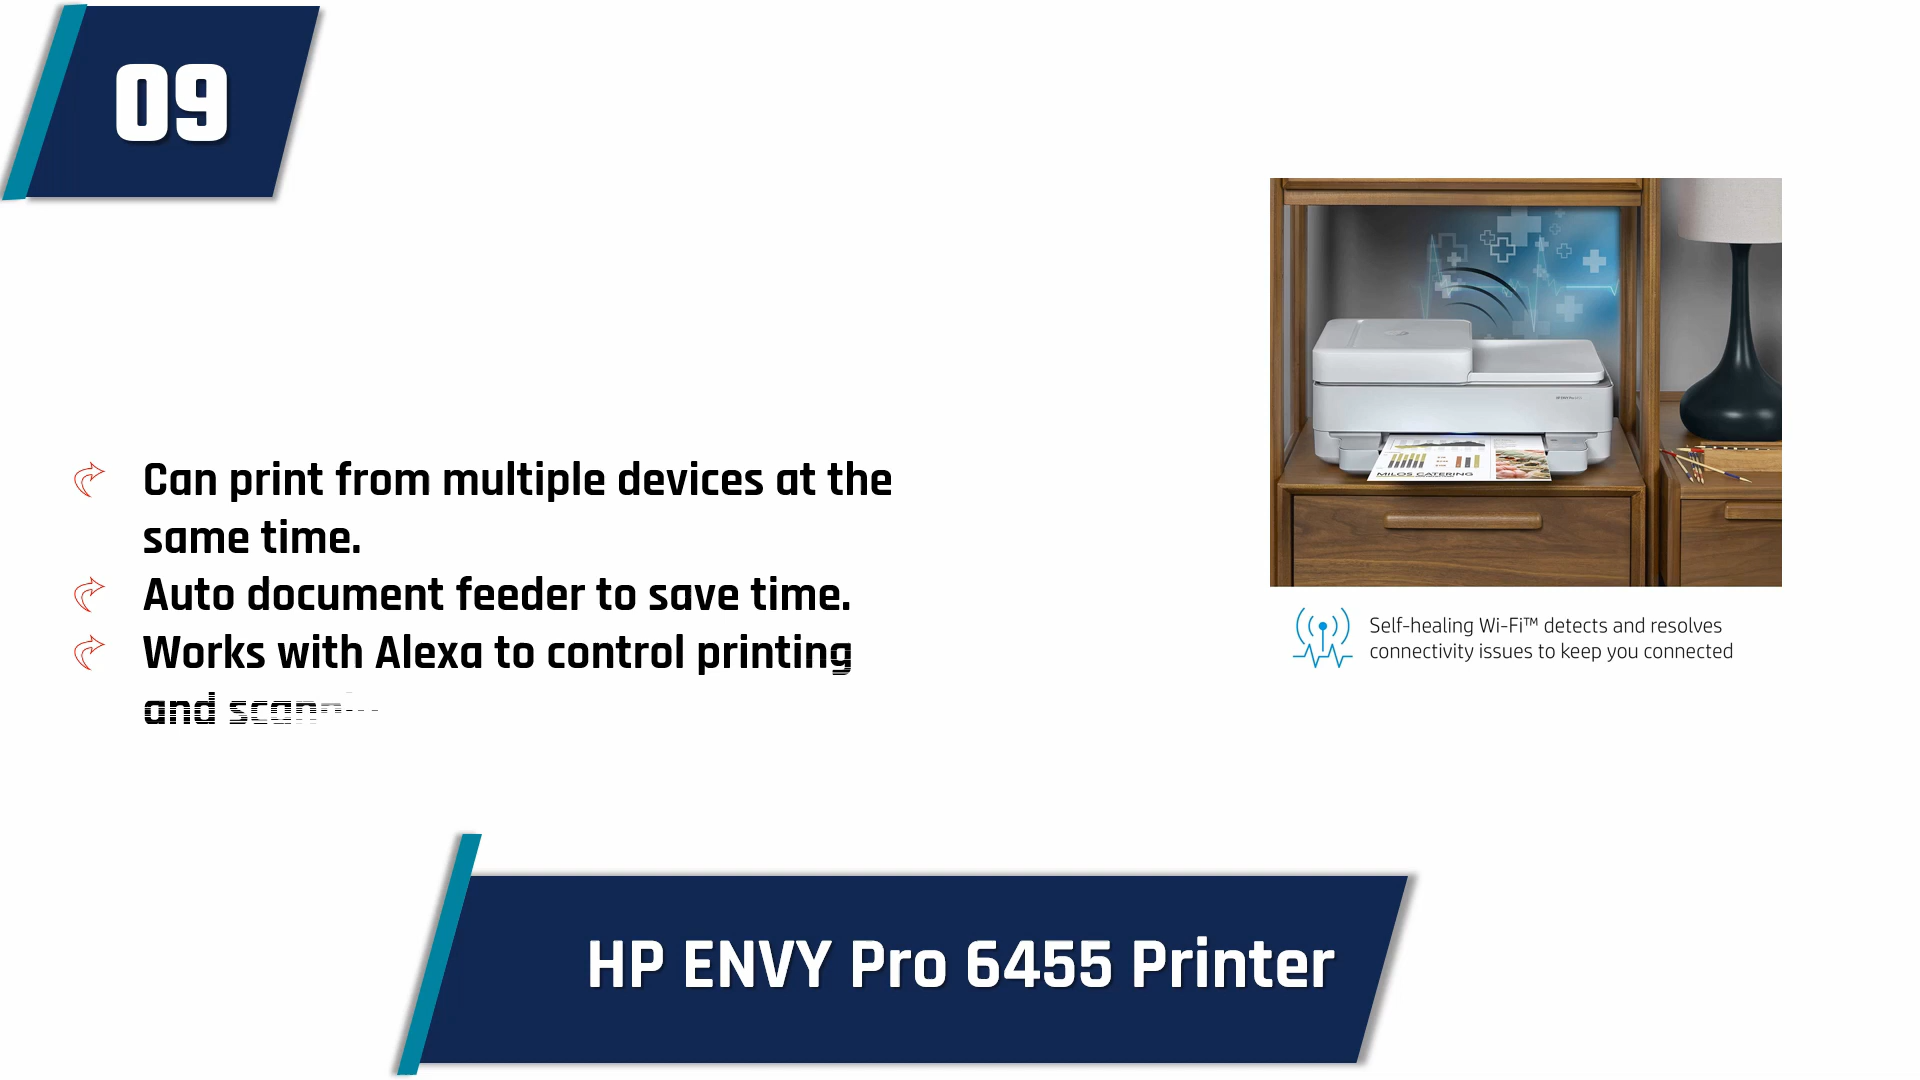 09
Can print from multiple devices at the
same time.
Auto document feeder to save time.
Works with Alexa to control printing
and
MILOS CATERING
Self-healing Wi-Fi™ detects and resolves
connectivity issues to keep you connected
HP ENVY Pro 6455 Printer